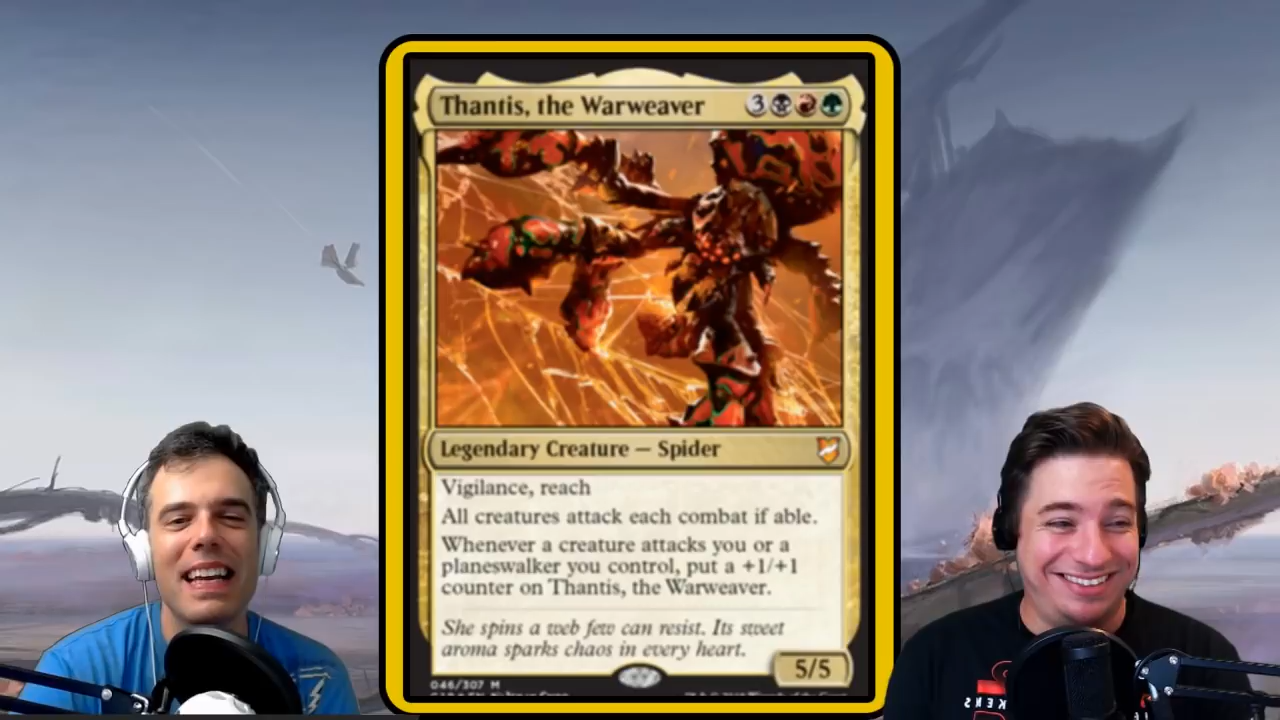 Thantis, the Warweaver 3
Legendary Creature — Spider
Vigilance, reach
All creatures attack each combat if able.
Whenever a creature attacks you or a
planeswalker you control, put a +1/+1
counter on Thantis, the Warweaver.
She spins a web few can resist. Its sweet
aroma sparks chaos in every heart.
5/5
046/307 M